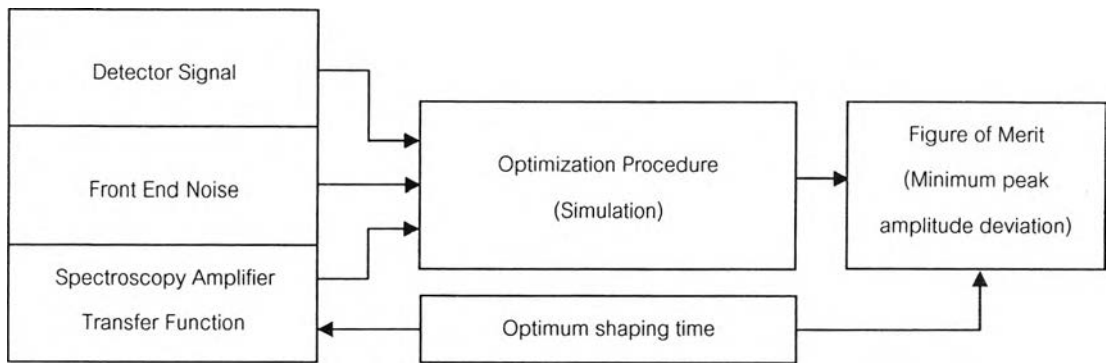 Detector Signal
Front End Noise
Spectroscopy Amplifier
Transfer Function
Optimization Procedure
(Simulation)
Optimum shaping time
Figure of Merit
(Minimum peak
amplitude deviation)